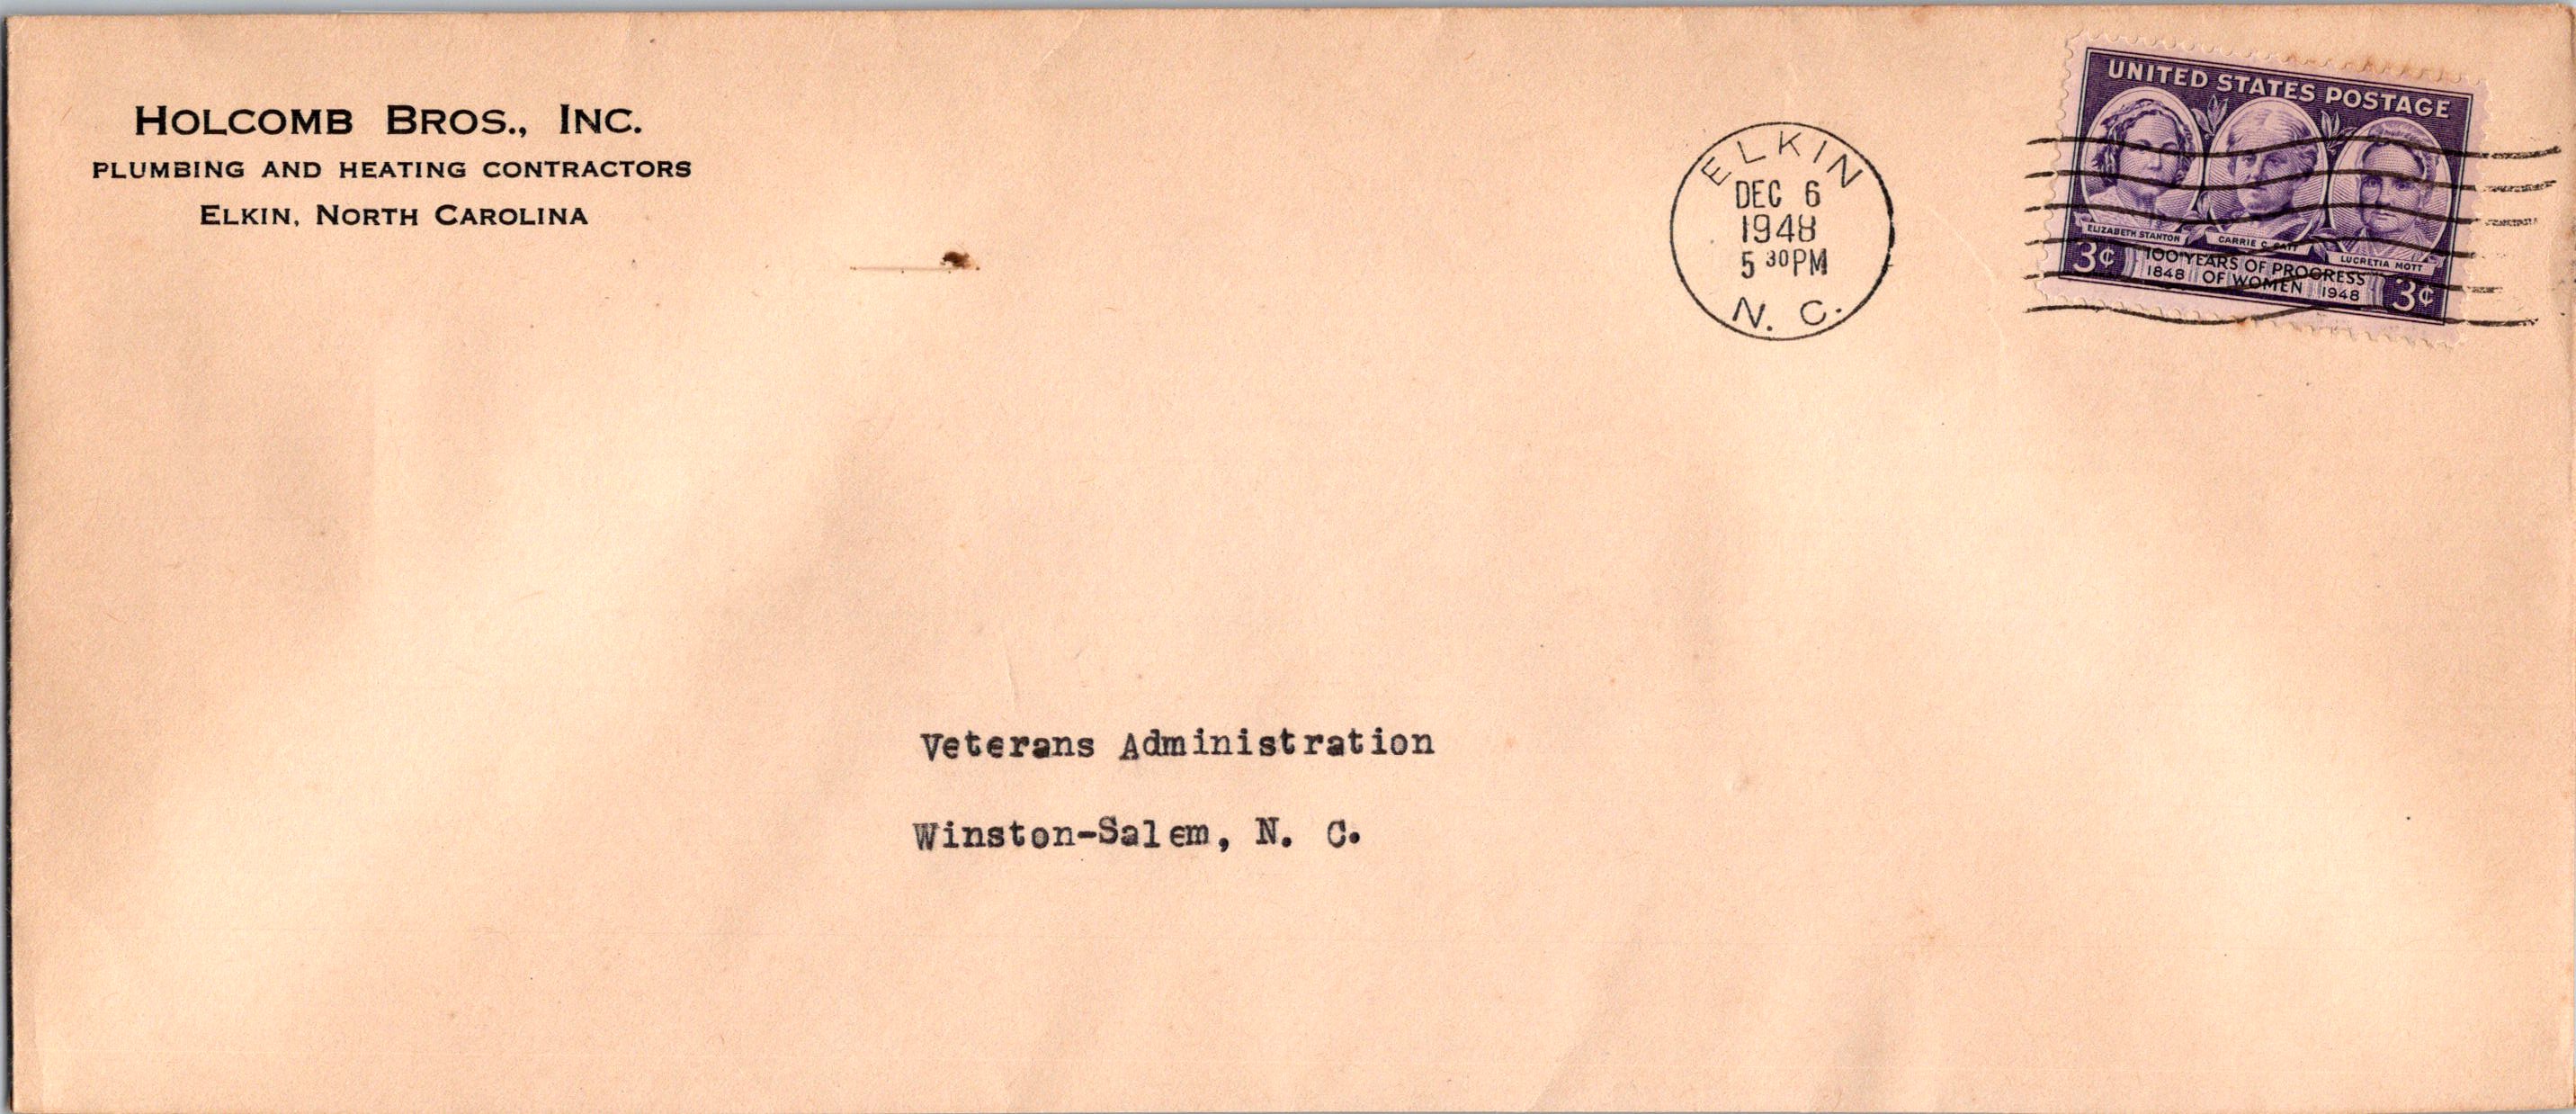 HOLCOMB BROS., INC.
PLUMBING AND HEATING CONTRACTORS
ELKIN, NORTH CAROLINA
ELKIN
DEC 6
1948
5 30 PM
N. C.
UNITED STATES POSTAGE
ELIZABETH STANTON
CARRIE C. CATT
LUCRETIA MOTT
3¢ 100 YEARS OF PROGRESS 3¢
1848 OF WOMEN 1948
Veterans Administration
Winston-Salem, N. C.